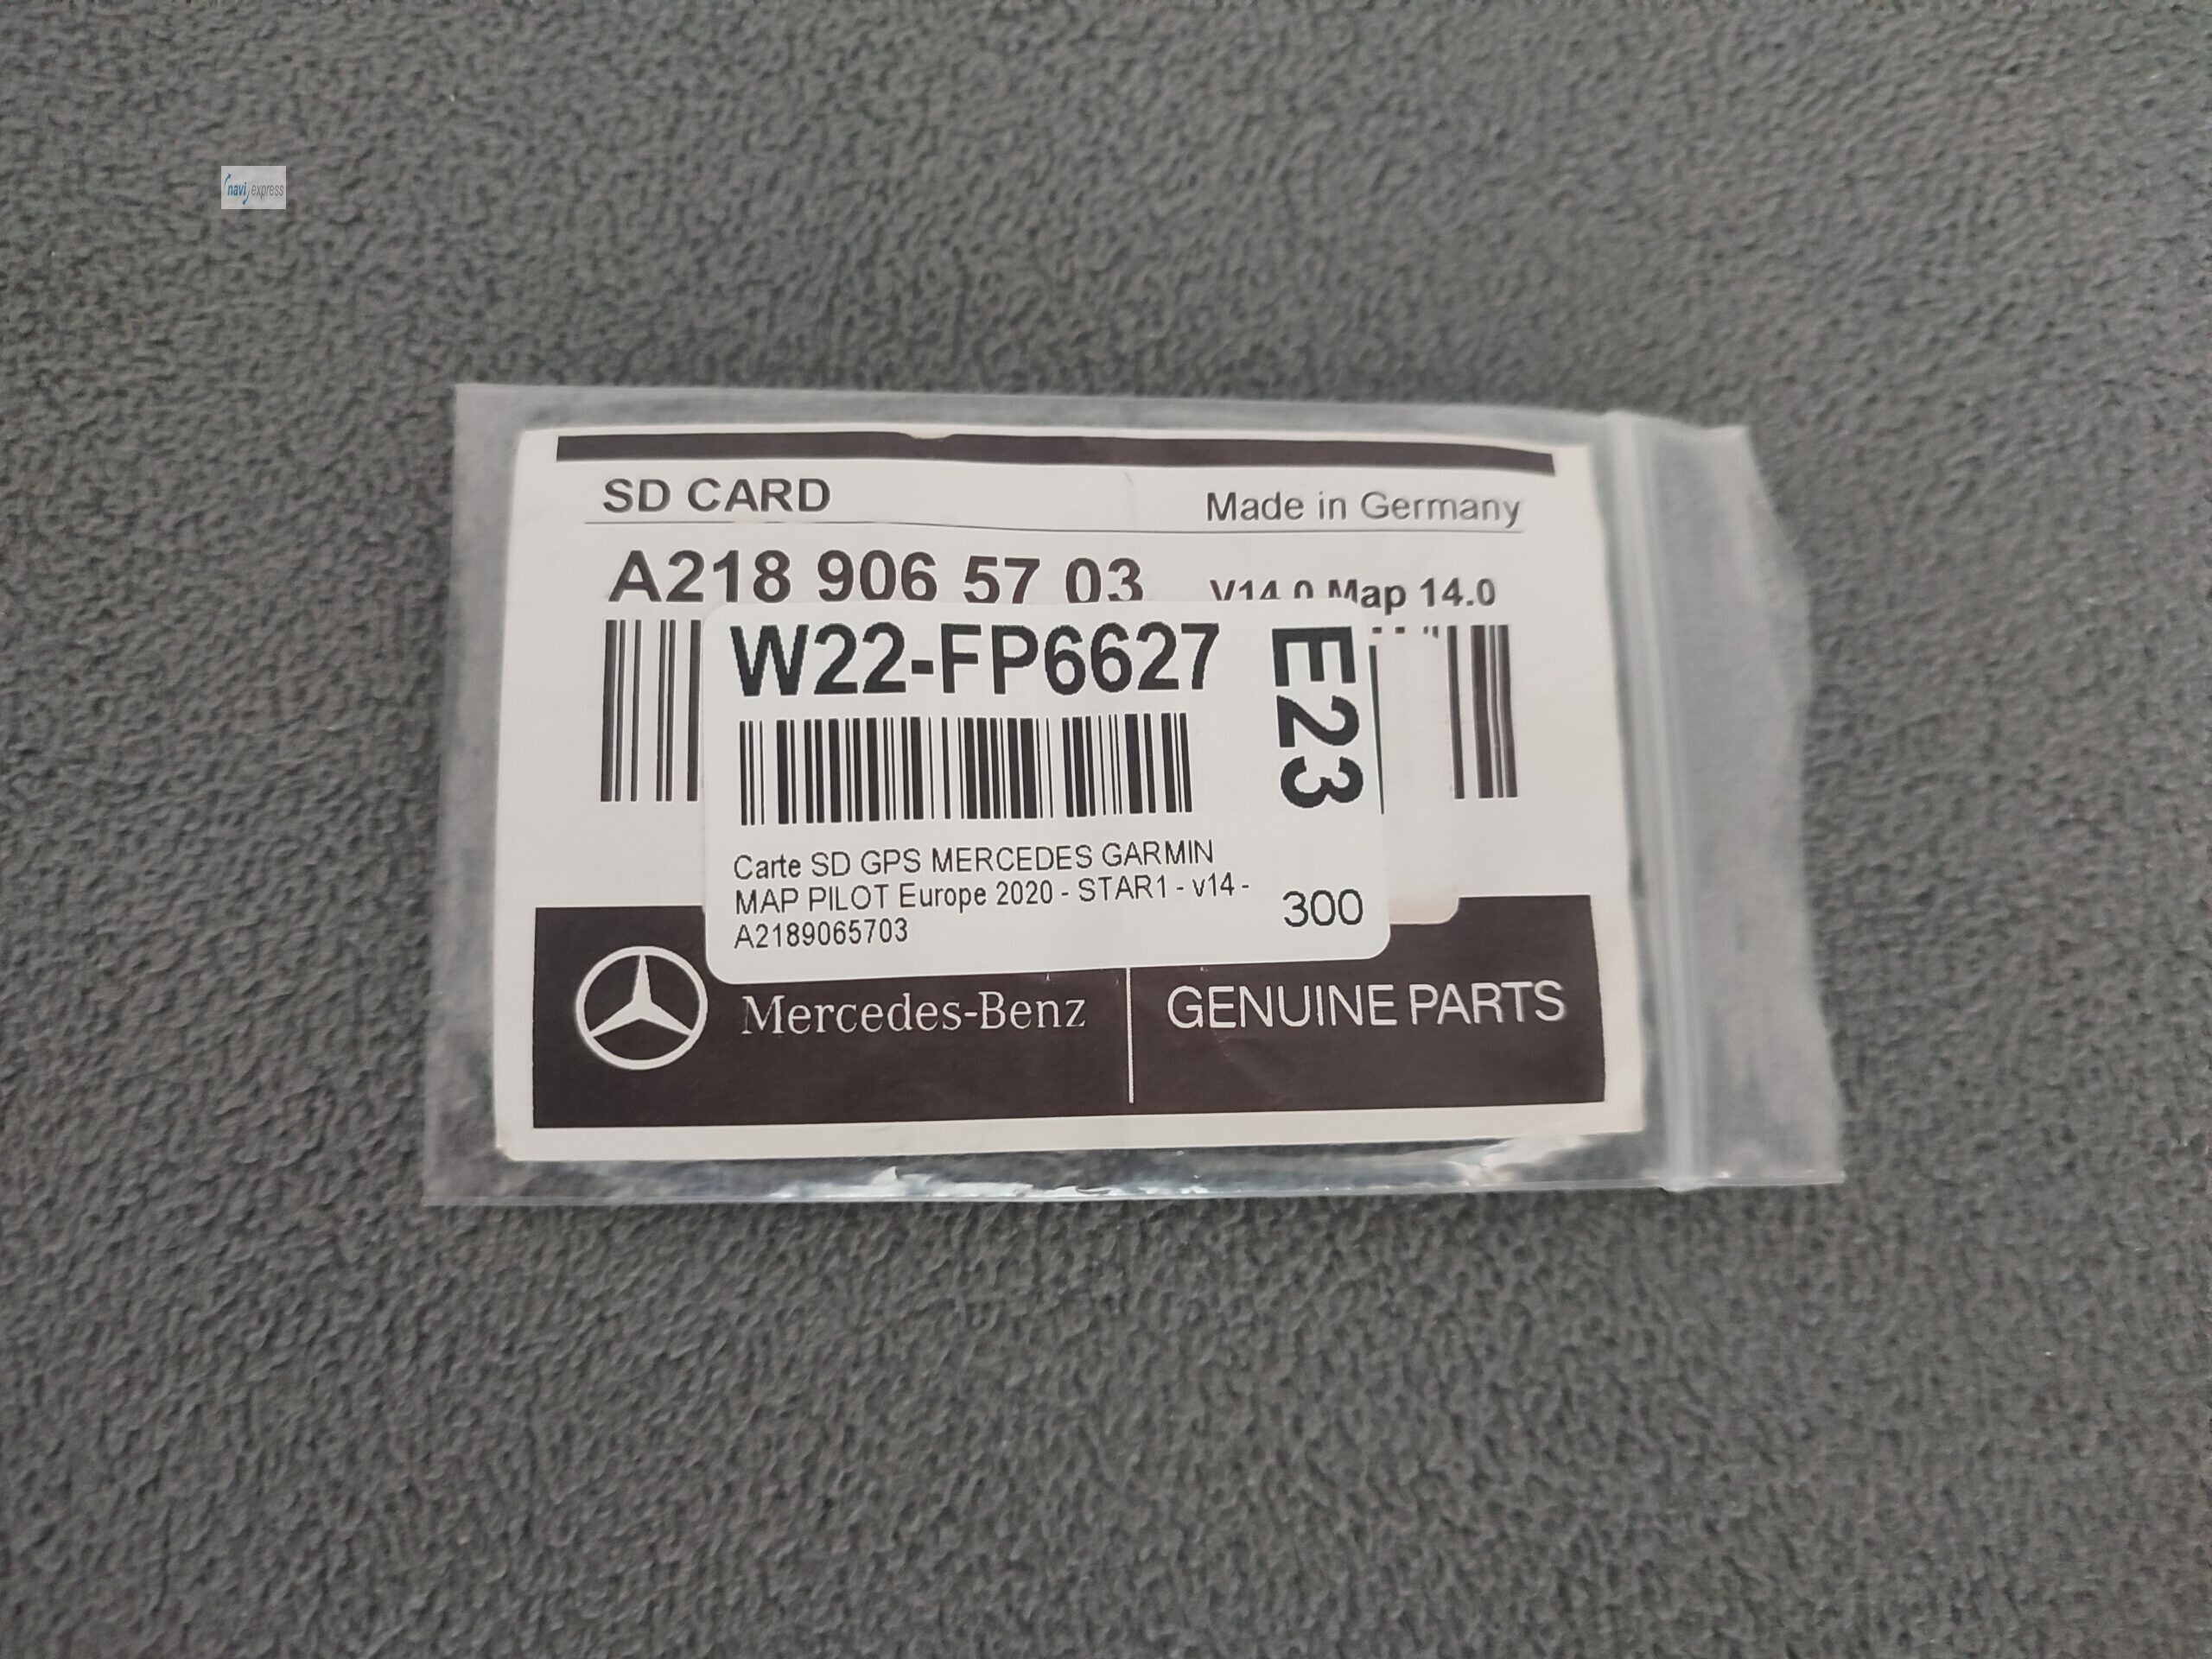 navi express
SD CARD
Made in Germany
A218 906 57 03
V14.0 Map 14.0
W22-FP6627
E23
Carte SD GPS MERCEDES GARMIN
MAP PILOT Europe 2020 - STAR1 - v14 -
A2189065703
300
Mercedes-Benz
GENUINE PARTS